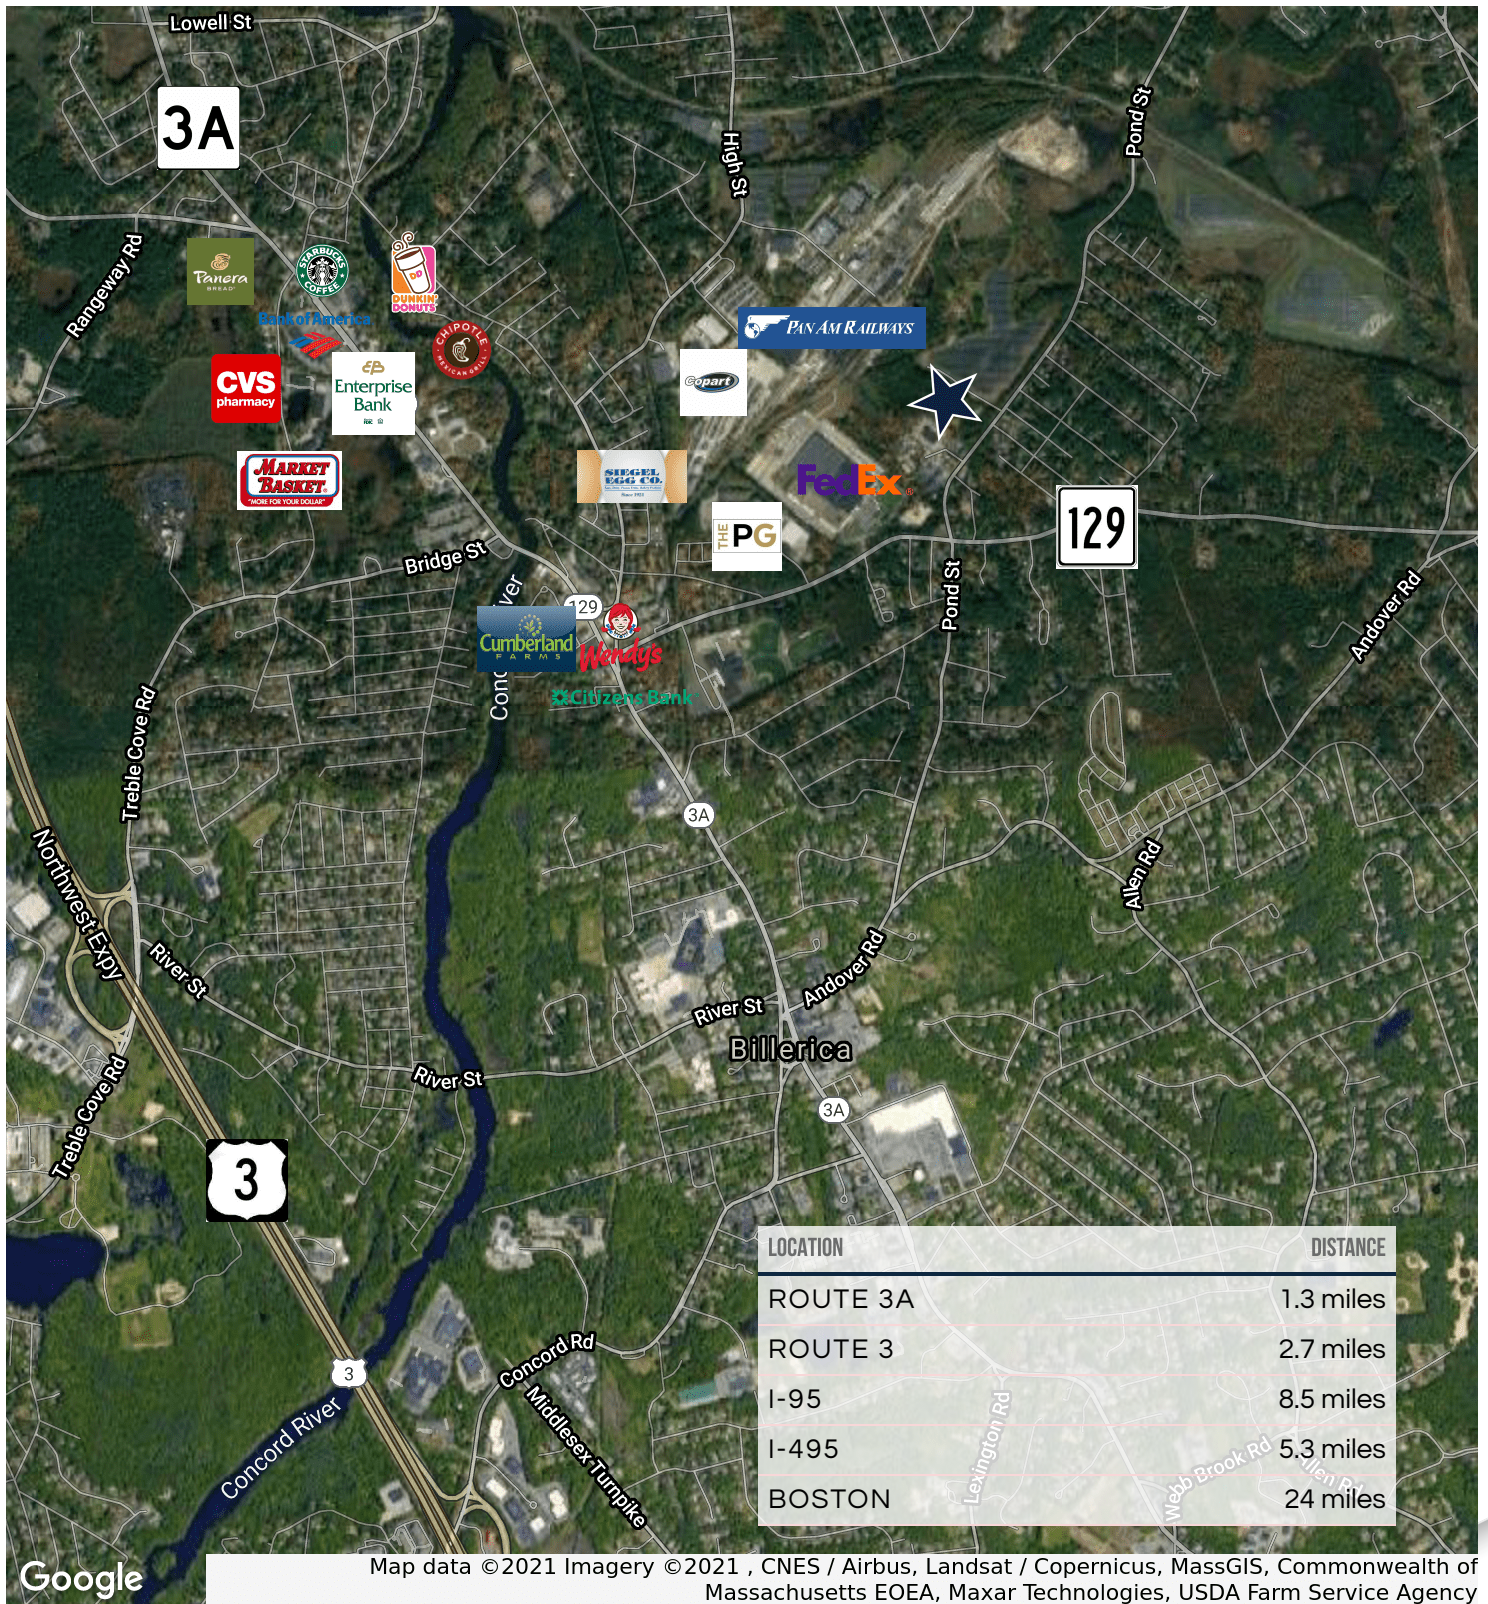 Lowell St
3A
High St
Pond St
Rangeway Rd
Panera
BREAD
STARBUCKS
COFFEE
DD
DUNKIN'
DONUTS
Bank of America
CHIPOTLE
MEXICAN GRILL
PAN AM RAILWAYS
Copart
CVS
pharmacy
EB
Enterprise
Bank
MARKET
BASKET
"MORE FOR YOUR DOLLAR"
SIEGEL
EGG CO.
Since 1921
FedEx®
THE PG
129
Bridge St
Pond St
Andover Rd
129
Cumberland
FARMS
Wendy's
Citizens Bank
Treble Cove Rd
3A
Northwest Expy
Allen Rd
River St
Andover Rd
River St
Billerica
River St
Treble Cove Rd
3A
3
LOCATION DISTANCE
ROUTE 3A 1.3 miles
ROUTE 3 2.7 miles
I-95 8.5 miles
I-495 5.3 miles
BOSTON 24 miles
Concord Rd
3
Middlesex Turnpike
Concord River
Lexington Rd
Webb Brook Rd
Google
Map data ©2021 Imagery ©2021 , CNES / Airbus, Landsat / Copernicus, MassGIS, Commonwealth of
Massachusetts EOEA, Maxar Technologies, USDA Farm Service Agency